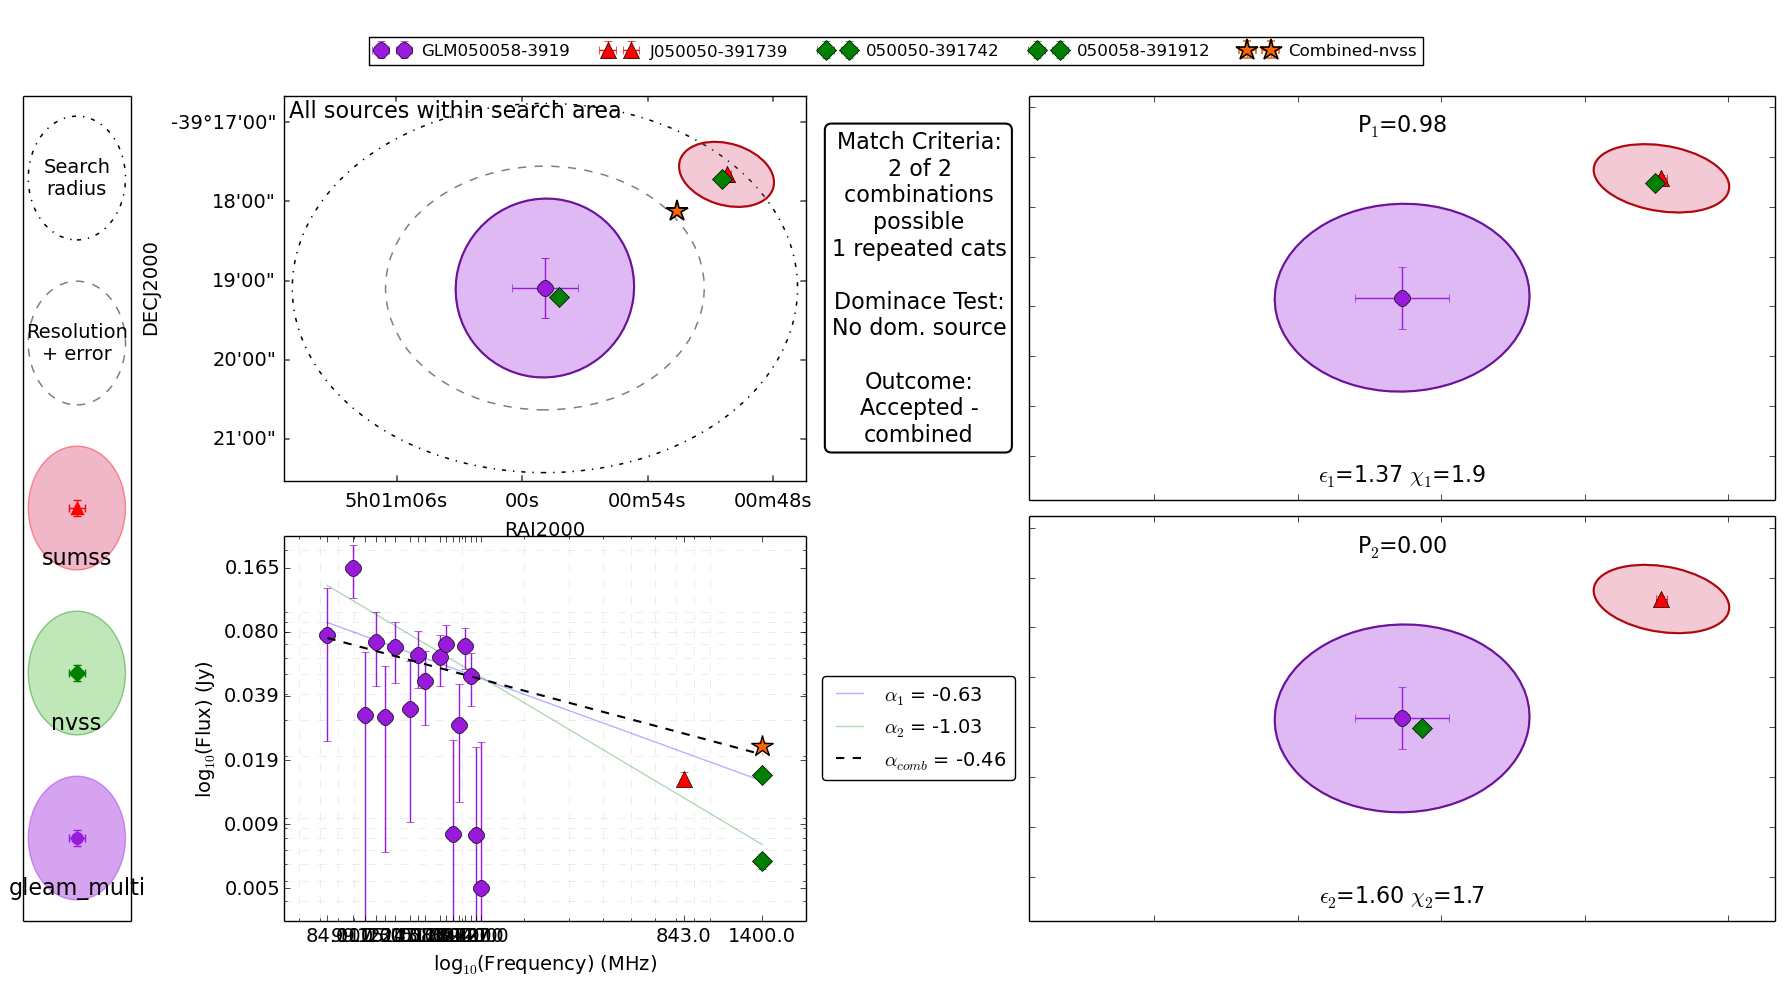 GLM050058-3919 J050050-391739 050050-391742 050058-391912 Combined-nvss
Search
radius
Resolution
+ error
sumss
nvss
gleam_multi
All sources within search area
DECJ2000
-39°17'00"
18'00"
19'00"
20'00"
21'00"
5h01m06s 00s 00m54s 00m48s
RAJ2000
Match Criteria:
2 of 2
combinations
possible
1 repeated cats
Dominace Test:
No dom. source
Outcome:
Accepted -
combined
P1=0.98
ϵ1=1.37 χ1=1.9
P2=0.00
ϵ2=1.60 χ2=1.7
log10(Flux) (Jy)
0.165
0.080
0.039
0.019
0.009
0.005
843.0 1400.0
log10(Frequency) (MHz)
α1 = -0.63
α2 = -1.03
αcomb = -0.46